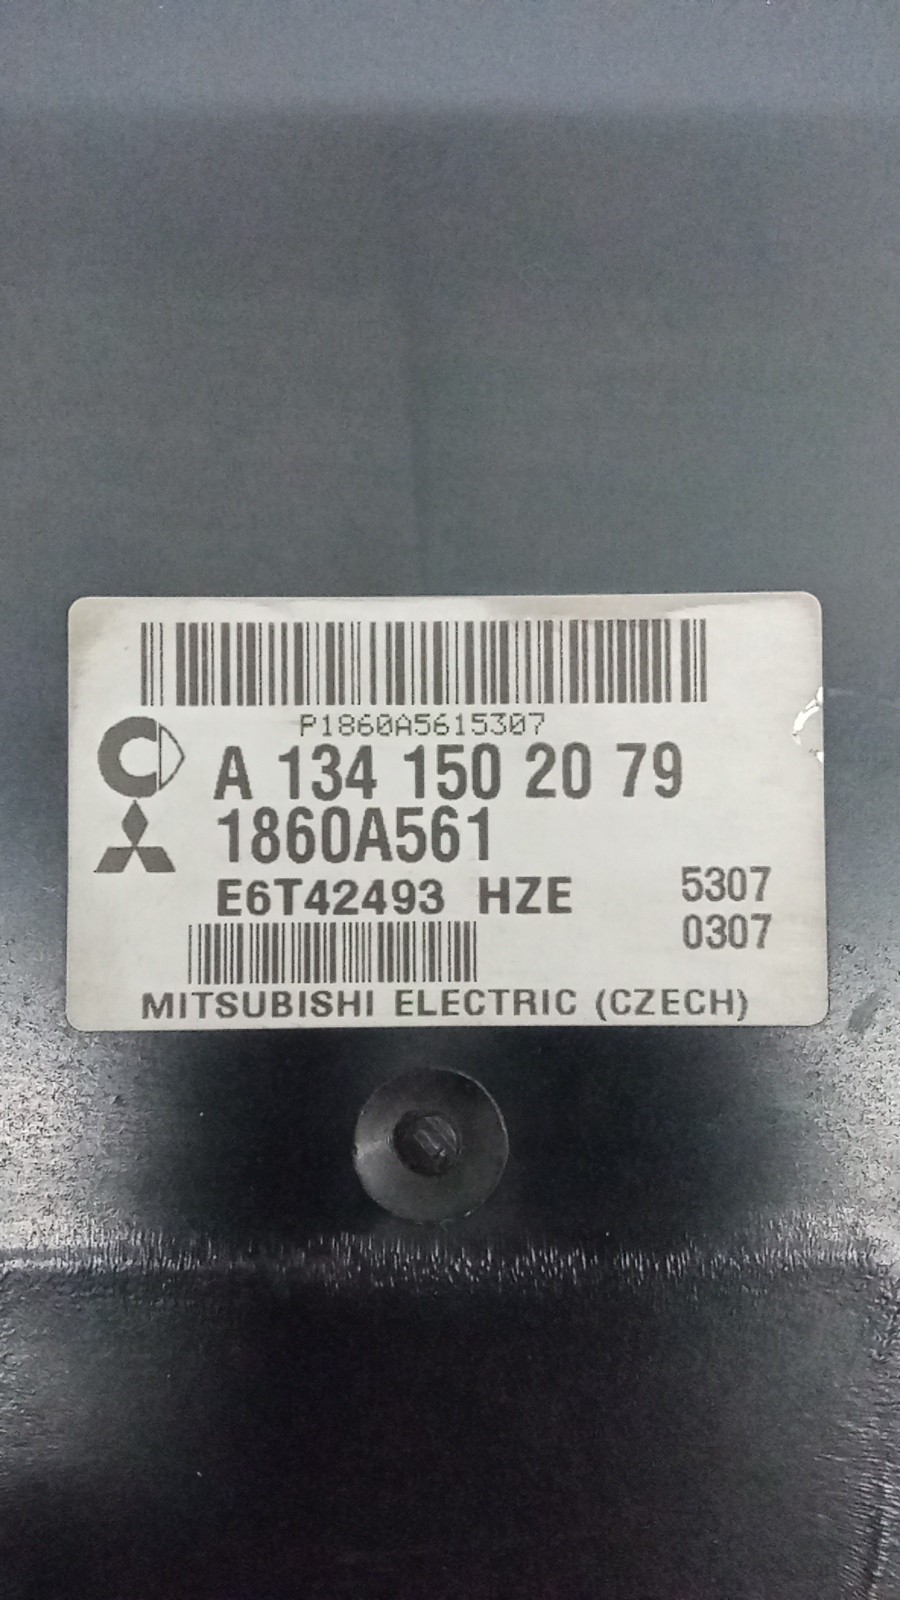 P1860A5615307
A 134 150 20 79
1860A561
E6T42493 HZE
5307
0307
MITSUBISHI ELECTRIC (CZECH)